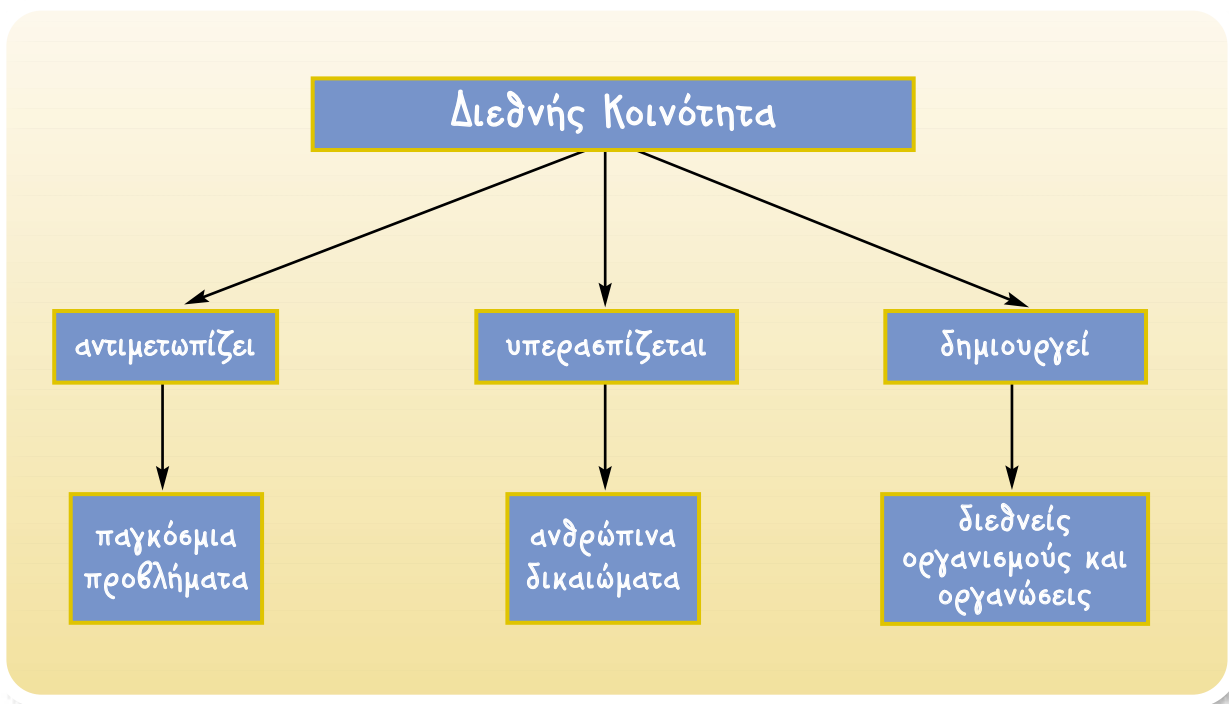 Διεθνής Κοινότητα
αντιμετωπίζει
υπερασπίζεται
δημιουργεί
παγκόσμια
προβλήματα
ανθρώπινα
δικαιώματα
διεθνείς
οργανισμούς και
οργανώσεις